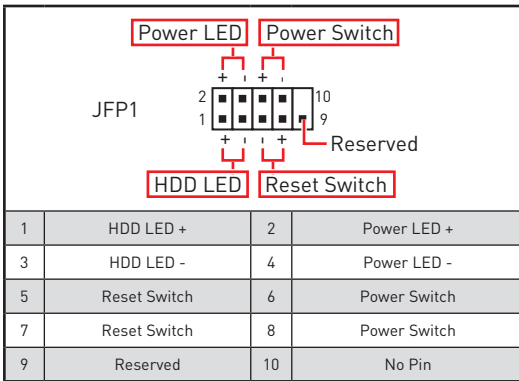 Power LED Power Switch
+ - + -
JFP1
2 10
1 9
+ - - +
Reserved
HDD LED Reset Switch
1 HDD LED + 2 Power LED +
3 HDD LED - 4 Power LED -
5 Reset Switch 6 Power Switch
7 Reset Switch 8 Power Switch
9 Reserved 10 No Pin